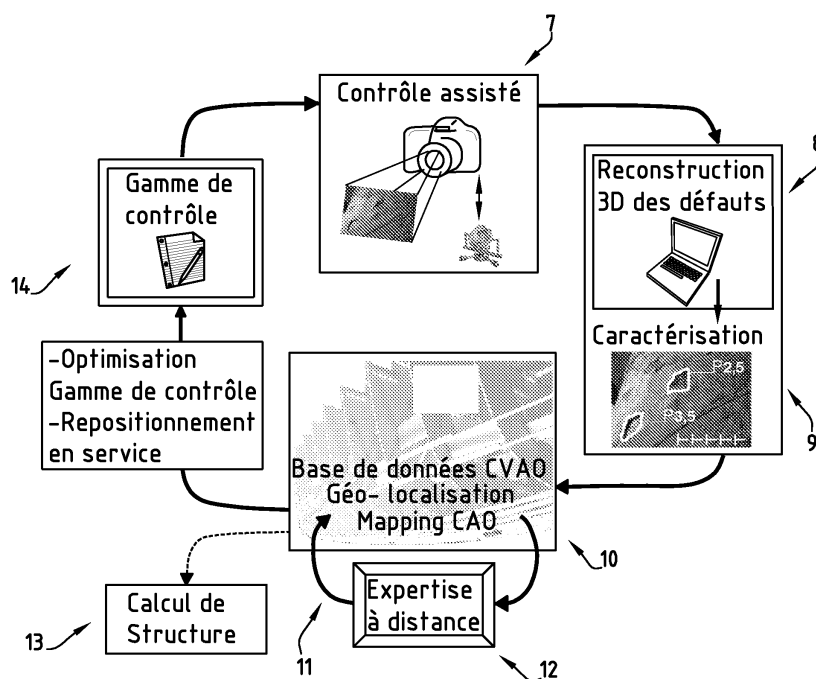 7
Contrôle assisté
8
Reconstruction
3D des défauts
Gamme de
contrôle
14
Caractérisation
P2,5
P3,5
9
-Optimisation
Gamme de contrôle
-Repositionnement
en service
Base de données CVAO
Géo- localisation
Mapping CAO
10
Expertise
à distance
11
12
Calcul de
Structure
13